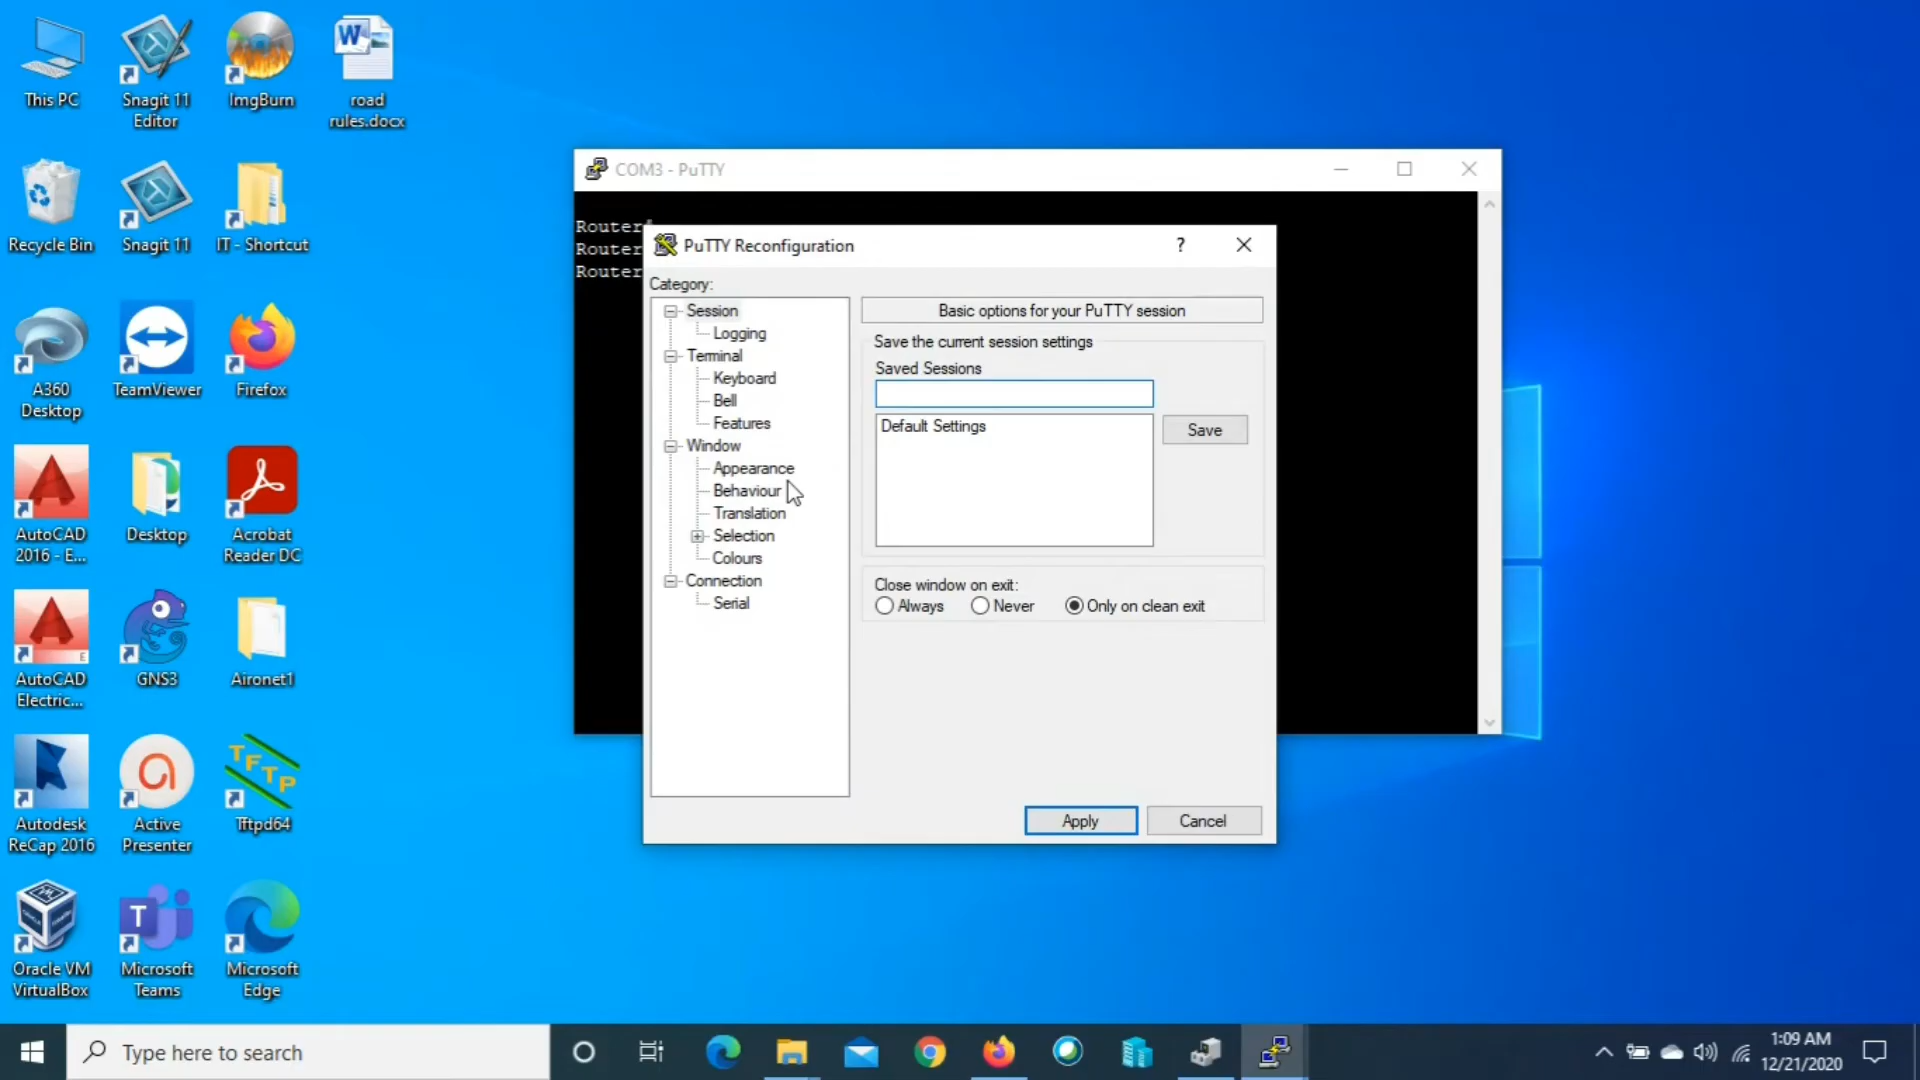 This PC
Snagit 11
Editor
ImgBurn
road
rules.docx
Recycle Bin
Snagit 11
IT - Shortcut
A360
Desktop
TeamViewer
Firefox
AutoCAD
2016 - E...
Desktop
Acrobat
Reader DC
AutoCAD
Electric...
GNS3
Aironet1
Autodesk
ReCap 2016
Active
Presenter
TFTP
Tftpd64
Oracle VM
VirtualBox
Microsoft
Teams
Microsoft
Edge
COM3 - PuTTY
Router#
Router
Router
PuTTY Reconfiguration
?
Category:
Session
Logging
Terminal
Keyboard
Bell
Features
Window
Appearance
Behaviour
Translation
Selection
Colours
Connection
Serial
Basic options for your PuTTY session
Save the current session settings
Saved Sessions
Default Settings
Save
Close window on exit:
Always Never Only on clean exit
Apply Cancel
Type here to search
1:09 AM
12/21/2020